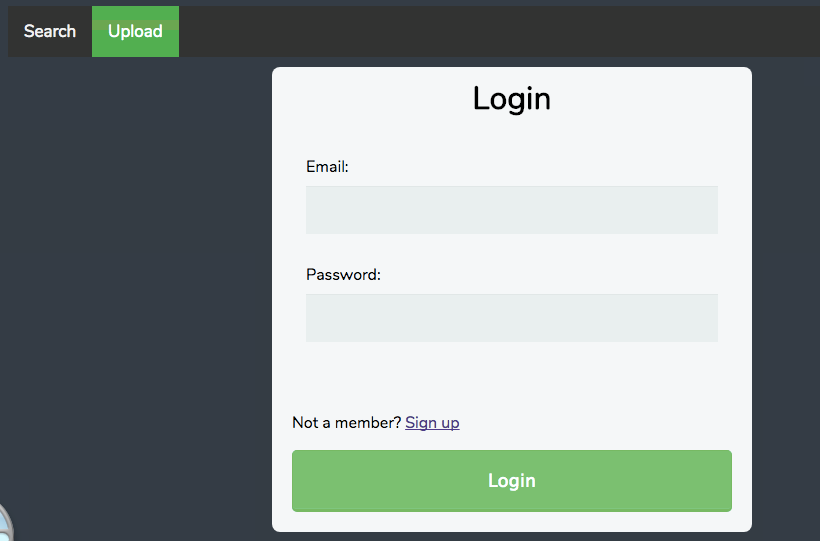 Search Upload
Login
Email:
Password:
Not a member? Sign up
Login